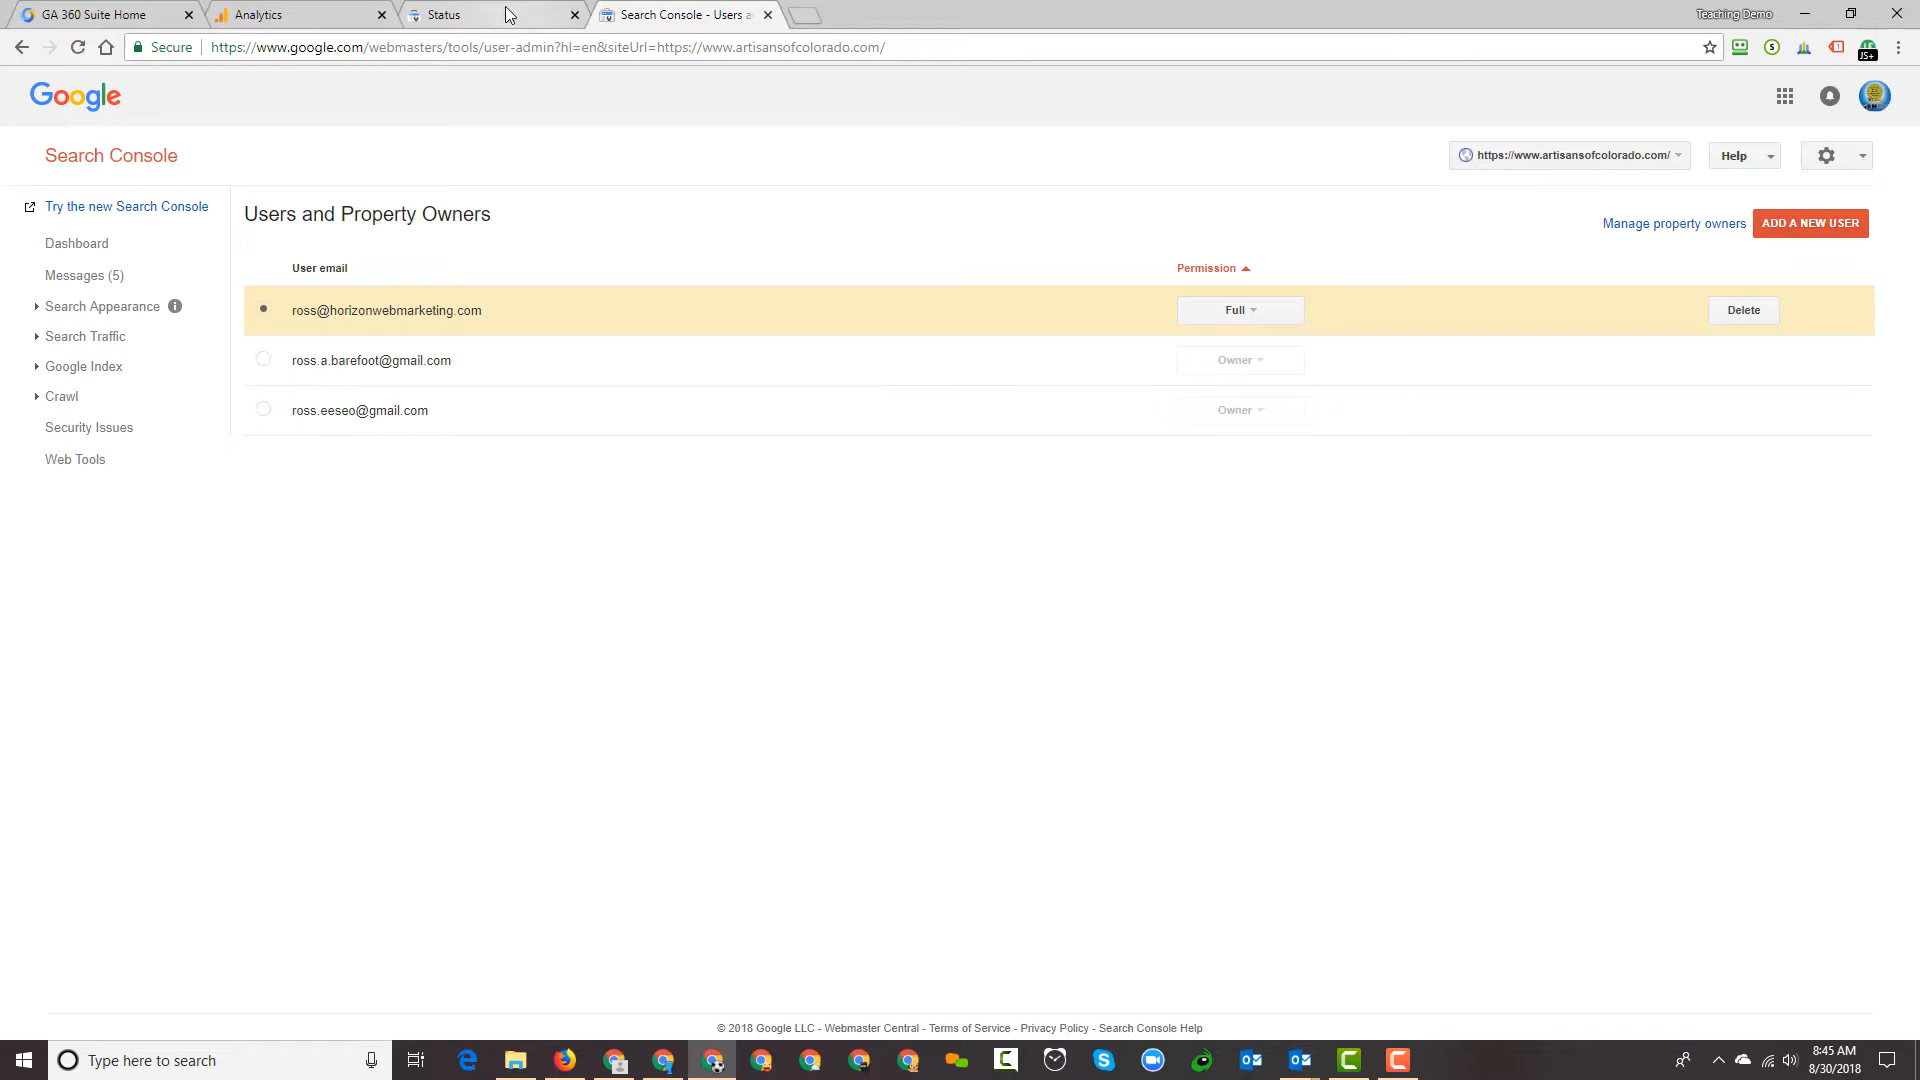 GA 360 Suite Home
Analytics
Status
Search Console - Users a
Teaching Demo
Secure
https://www.google.com/webmasters/tools/user-admin?hl=en&siteUrl=https://www.artisansofcolorado.com/
Google
Search Console
https://www.artisansofcolorado.com/
Help
Try the new Search Console
Users and Property Owners
Manage property owners
ADD A NEW USER
Dashboard
User email
Permission
Messages (5)
Search Appearance
ross@horizonwebmarketing.com
Full
Delete
Search Traffic
Google Index
ross.a.barefoot@gmail.com
Owner
Crawl
ross.eeseo@gmail.com
Owner
Security Issues
Web Tools
© 2018 Google LLC - Webmaster Central - Terms of Service - Privacy Policy - Search Console Help
Type here to search
8:45 AM
8/30/2018